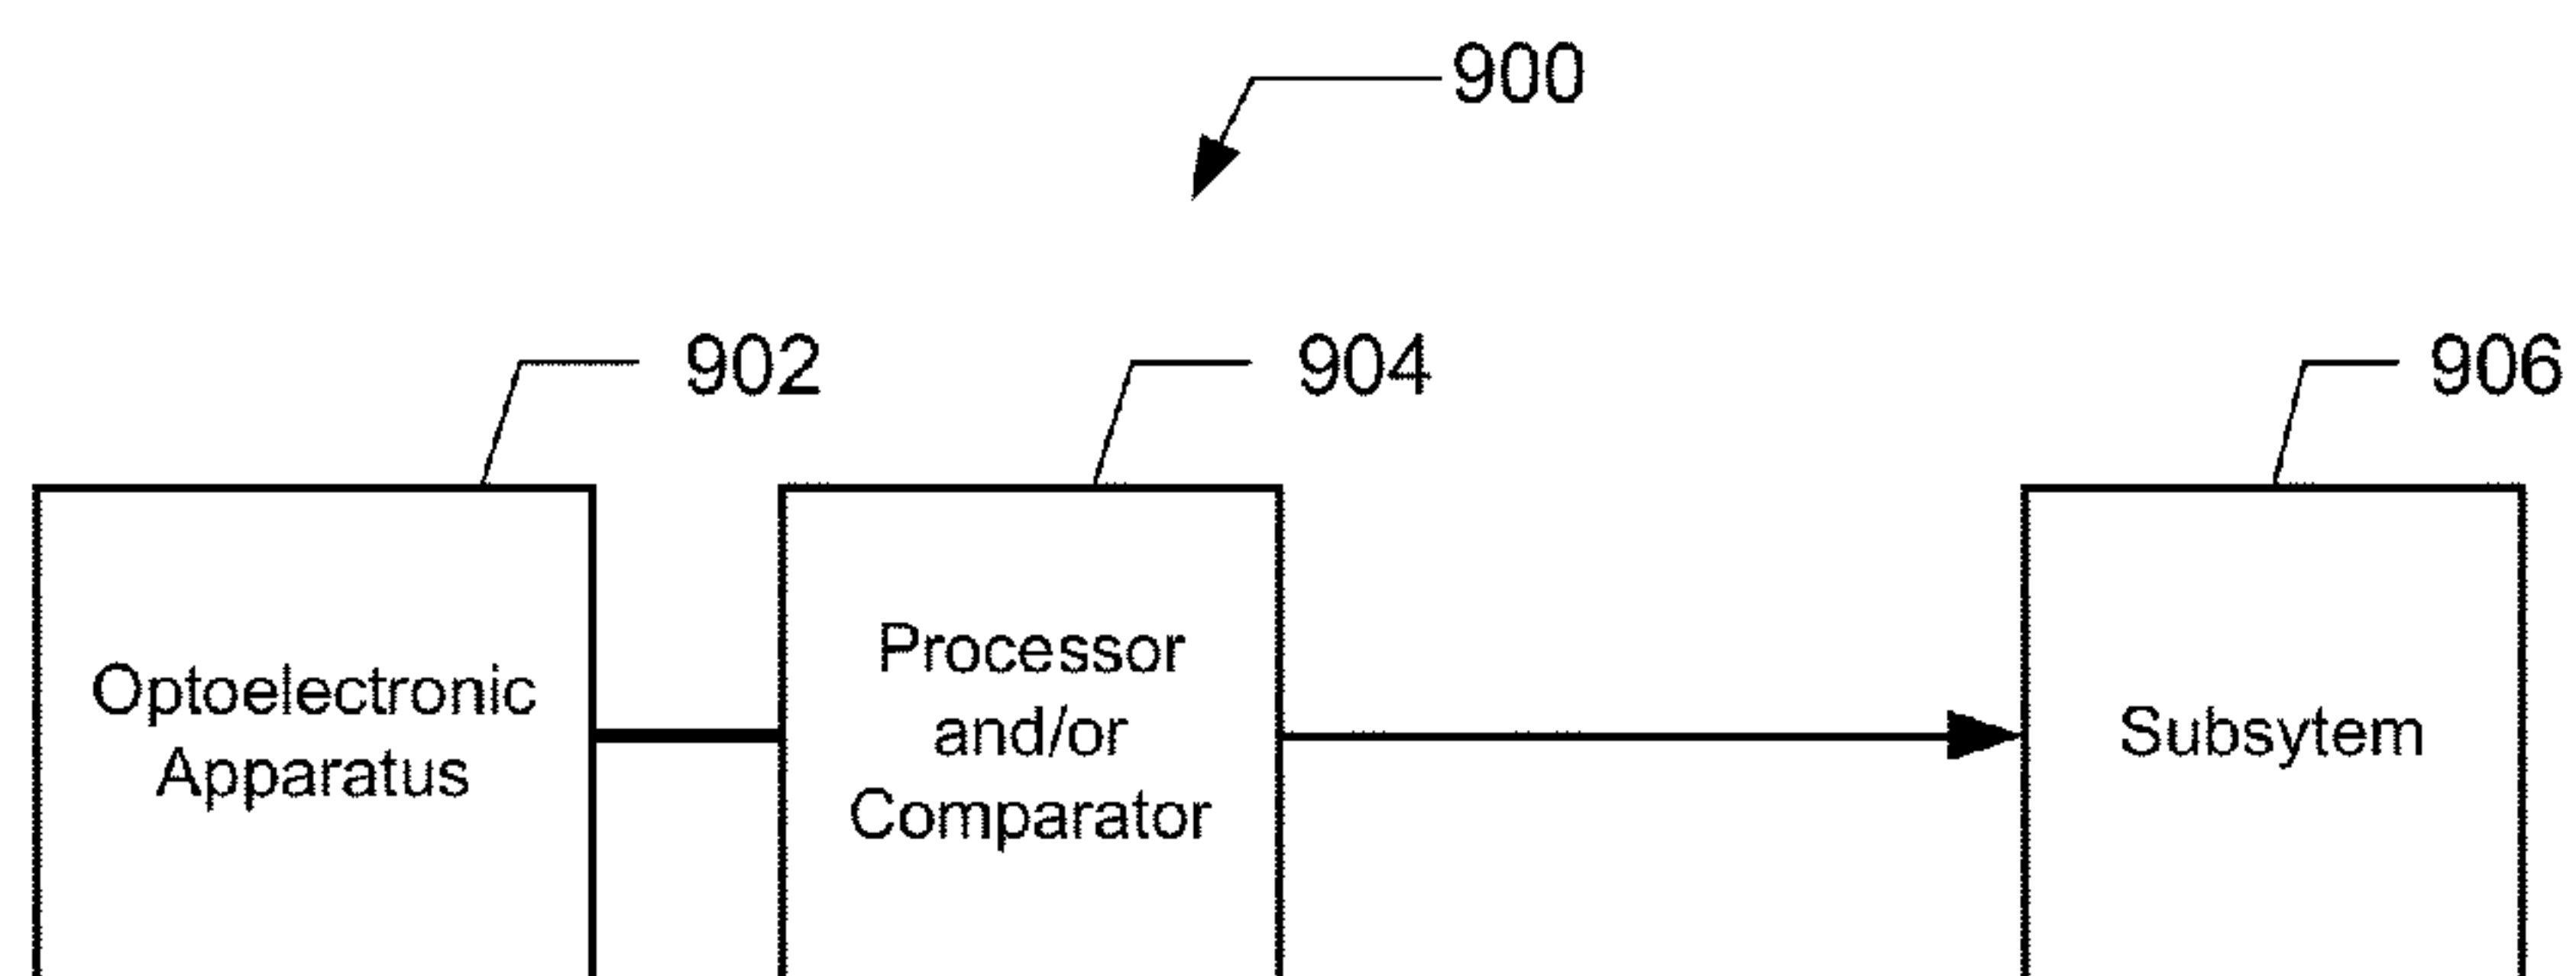 900
902
904
906
Optoelectronic
Apparatus
Processor
and/or
Comparator
Subsytem